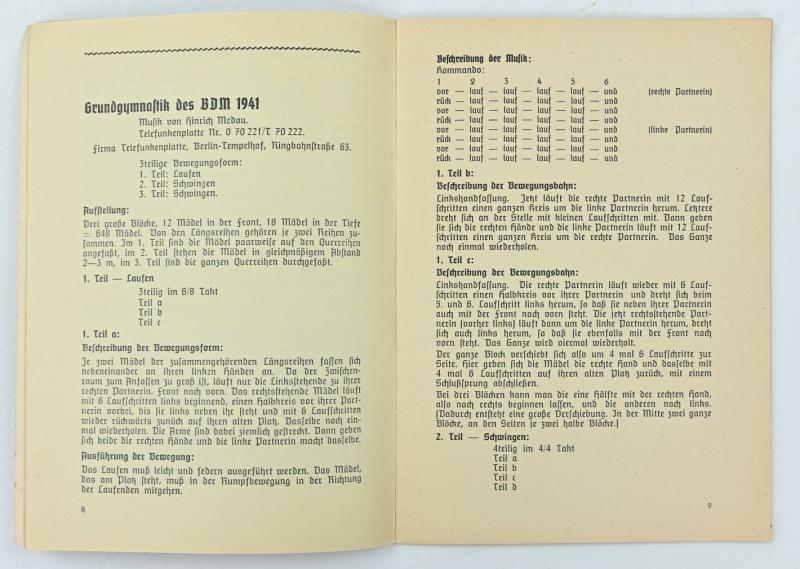 Grundgymnastik des BDM 1941
Musik von Hinrich Medau.
Telefunkenplatte Nr. 0 70 221/T 70 222.
Firma Telefunkenplatte, Berlin-Tempelhof, Ringbahnstraße 63.
3teilige Bewegungsform:
1. Teil: Laufen
2. Teil: Schwingen
3. Teil: Schwingen.
Aufstellung:
Drei große Blöcke, 12 Mädel in der Front, 18 Mädel in der Tiefe
= 648 Mädel. Von den Längsreihen gehören je zwei Reihen zu-
sammen. Im 1. Teil sind die Mädel paarweise auf den Querreihen
angefaßt, im 2. Teil stehen die Mädel in gleichmäßigem Abstand
2—3 m, im 3. Teil sind die ganzen Querreihen durchgefaßt.
1. Teil — Laufen
3teilig im 6/8 Takt
Teil a
Teil b
Teil c
1. Teil a:
Beschreibung der Bewegungsform:
Je zwei Mädel der zusammengehörenden Längsreihen fassen sich
nebeneinander an ihren linken Händen an. Da der Zwischen-
raum zum Anfassen zu groß ist, läuft nur die Linksstehende zu ihrer
rechten Partnerin. Front nach vorn. Das rechtsstehende Mädel läuft
mit 6 Laufschritten links beginnend, einen Halbkreis vor ihrer Part-
nerin vorbei, bis sie links neben ihr steht und mit 6 Laufschritten
wieder rückwärts zurück auf ihren alten Platz. Dasselbe noch ein-
mal wiederholen. Die Arme sind dabei ziemlich gestreckt. Dann geben
sich beide die rechten Hände und die linke Partnerin macht dasselbe.
Ausführung der Bewegung:
Das Laufen muß leicht und federn ausgeführt werden. Das Mädel,
das am Platz steht, muß in der Rumpfbewegung in der Richtung
der Laufenden mitgehen.
8
Beschreibung der Musik:
Kommando:
1 2 3 4 5 6
vor — lauf — lauf — lauf — lauf — und (rechte Partnerin)
rück — lauf — lauf — lauf — lauf — und
vor — lauf — lauf — lauf — lauf — und
rück — lauf — lauf — lauf — lauf — und
vor — lauf — lauf — lauf — lauf — und (linke Partnerin)
rück — lauf — lauf — lauf — lauf — und
vor — lauf — lauf — lauf — lauf — und
rück — lauf — lauf — lauf — lauf — und
1. Teil b:
Beschreibung der Bewegungsbahn:
Linkshandfassung. Jetzt läuft die rechte Partnerin mit 12 Lauf-
schritten einen ganzen Kreis um die linke Partnerin herum. Letztere
dreht sich an der Stelle mit kleinen Laufschritten mit. Dann geben
sie sich die rechten Hände und die linke Partnerin läuft mit 12 Lauf-
schritten einen ganzen Kreis um die rechte Partnerin. Das Ganze
noch einmal wiederholen.
1. Teil c:
Beschreibung der Bewegungsbahn:
Linkshandfassung. Die rechte Partnerin läuft wieder mit 6 Lauf-
schritten einen Halbkreis vor ihrer Partnerin und dreht sich beim
5. und 6. Laufschritt links herum, so daß sie neben ihrer Partnerin
auch mit der Front nach vorn steht. Die jetzt rechtsstehende Part-
nerin (vorher links) läuft dann um die linke Partnerin herum, dreht
sich auch links herum, so daß sie ebenfalls mit der Front nach
vorn steht. Das Ganze wird viermal wiederholt.
Der ganze Block verschiebt sich also um 4 mal 6 Laufschritte zur
Seite. Hier geben sich die Mädel die rechte Hand und dasselbe mit
4 mal 6 Laufschritten auf ihren alten Platz zurück, mit einem
Schlußsprung abschließen.
Bei drei Blöcken kann man die eine Hälfte mit der rechten Hand,
also nach rechts beginnen lassen, und die anderen nach links.
(Dadurch entsteht eine große Verschiebung. In der Mitte zwei ganze
Blöcke, an den Seiten je zwei halbe Blöcke.)
2. Teil — Schwingen:
4teilig im 4/4 Takt
Teil a
Teil b
Teil c
Teil d
9